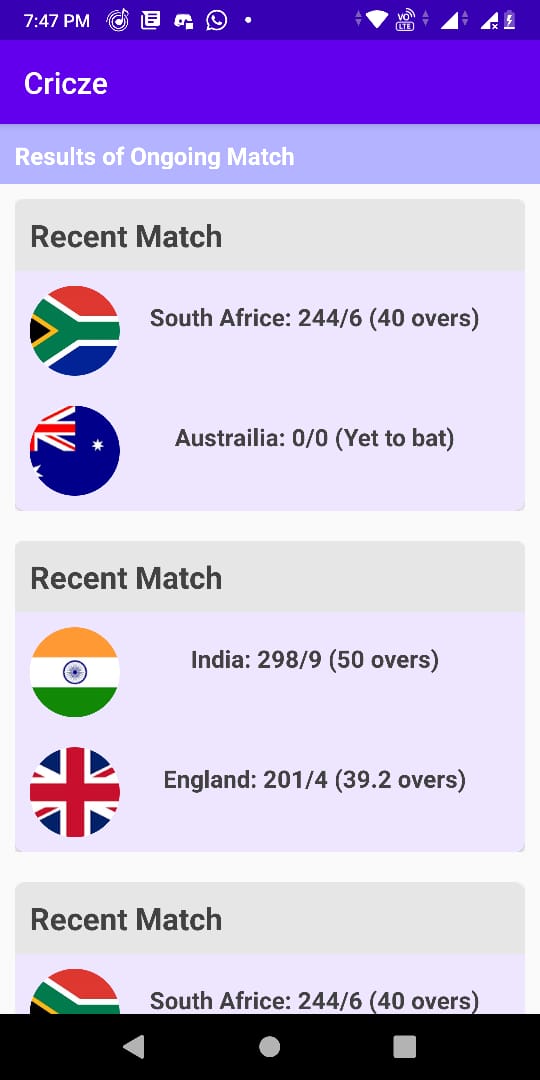 7:47 PM
VO LTE
Cricze
Results of Ongoing Match
Recent Match
South Africe: 244/6 (40 overs)
Austrailia: 0/0 (Yet to bat)
Recent Match
India: 298/9 (50 overs)
England: 201/4 (39.2 overs)
Recent Match
South Africe: 244/6 (40 overs)